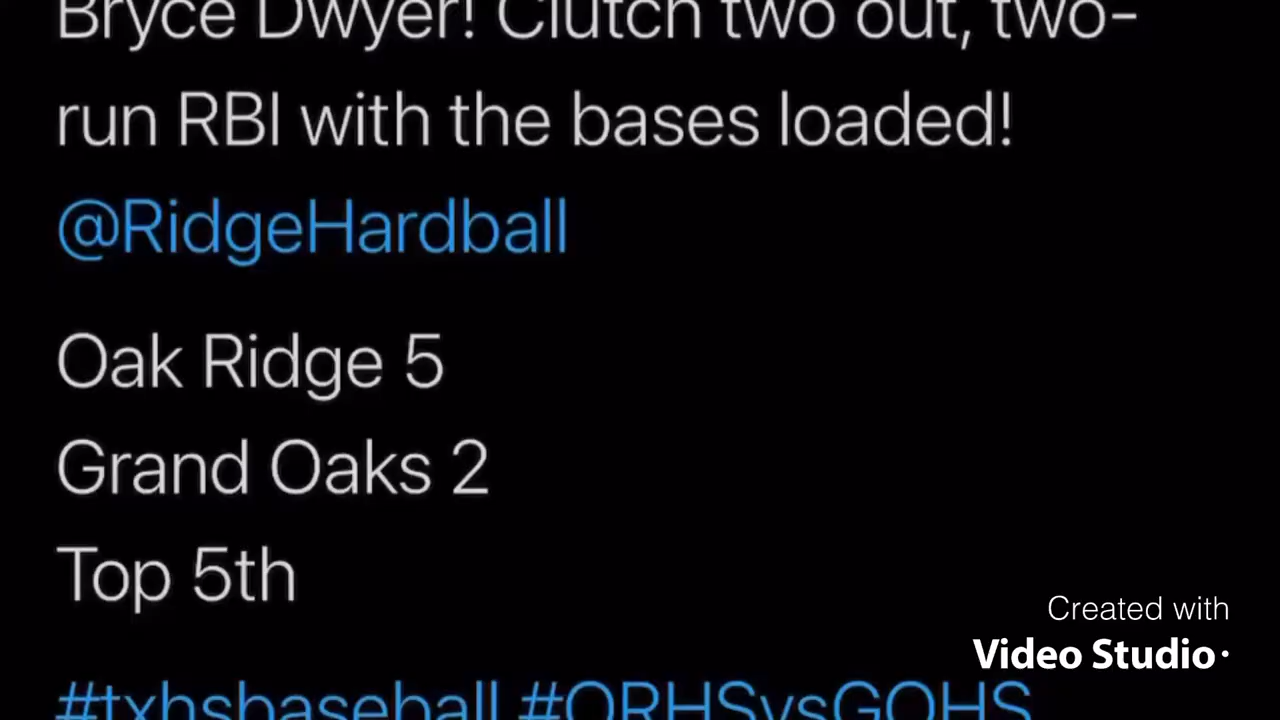 Bryce Dwyer! Clutch two out, two-
run RBI with the bases loaded!
@RidgeHardball
Oak Ridge 5
Grand Oaks 2
Top 5th
#txhsbaseball #ORHSvsGOHS
Created with
Video Studio